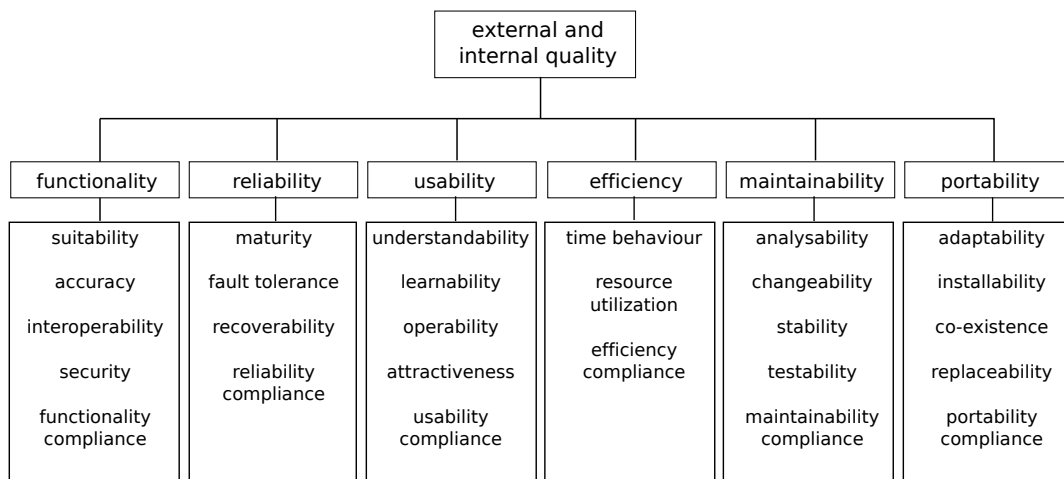 external and
internal quality
functionality
reliability
usability
efficiency
maintainability
portability
suitability
accuracy
interoperability
security
functionality
compliance
maturity
fault tolerance
recoverability
reliability
compliance
understandability
learnability
operability
attractiveness
usability
compliance
time behaviour
resource
utilization
efficiency
compliance
analysability
changeability
stability
testability
maintainability
compliance
adaptability
installability
co-existence
replaceability
portability
compliance